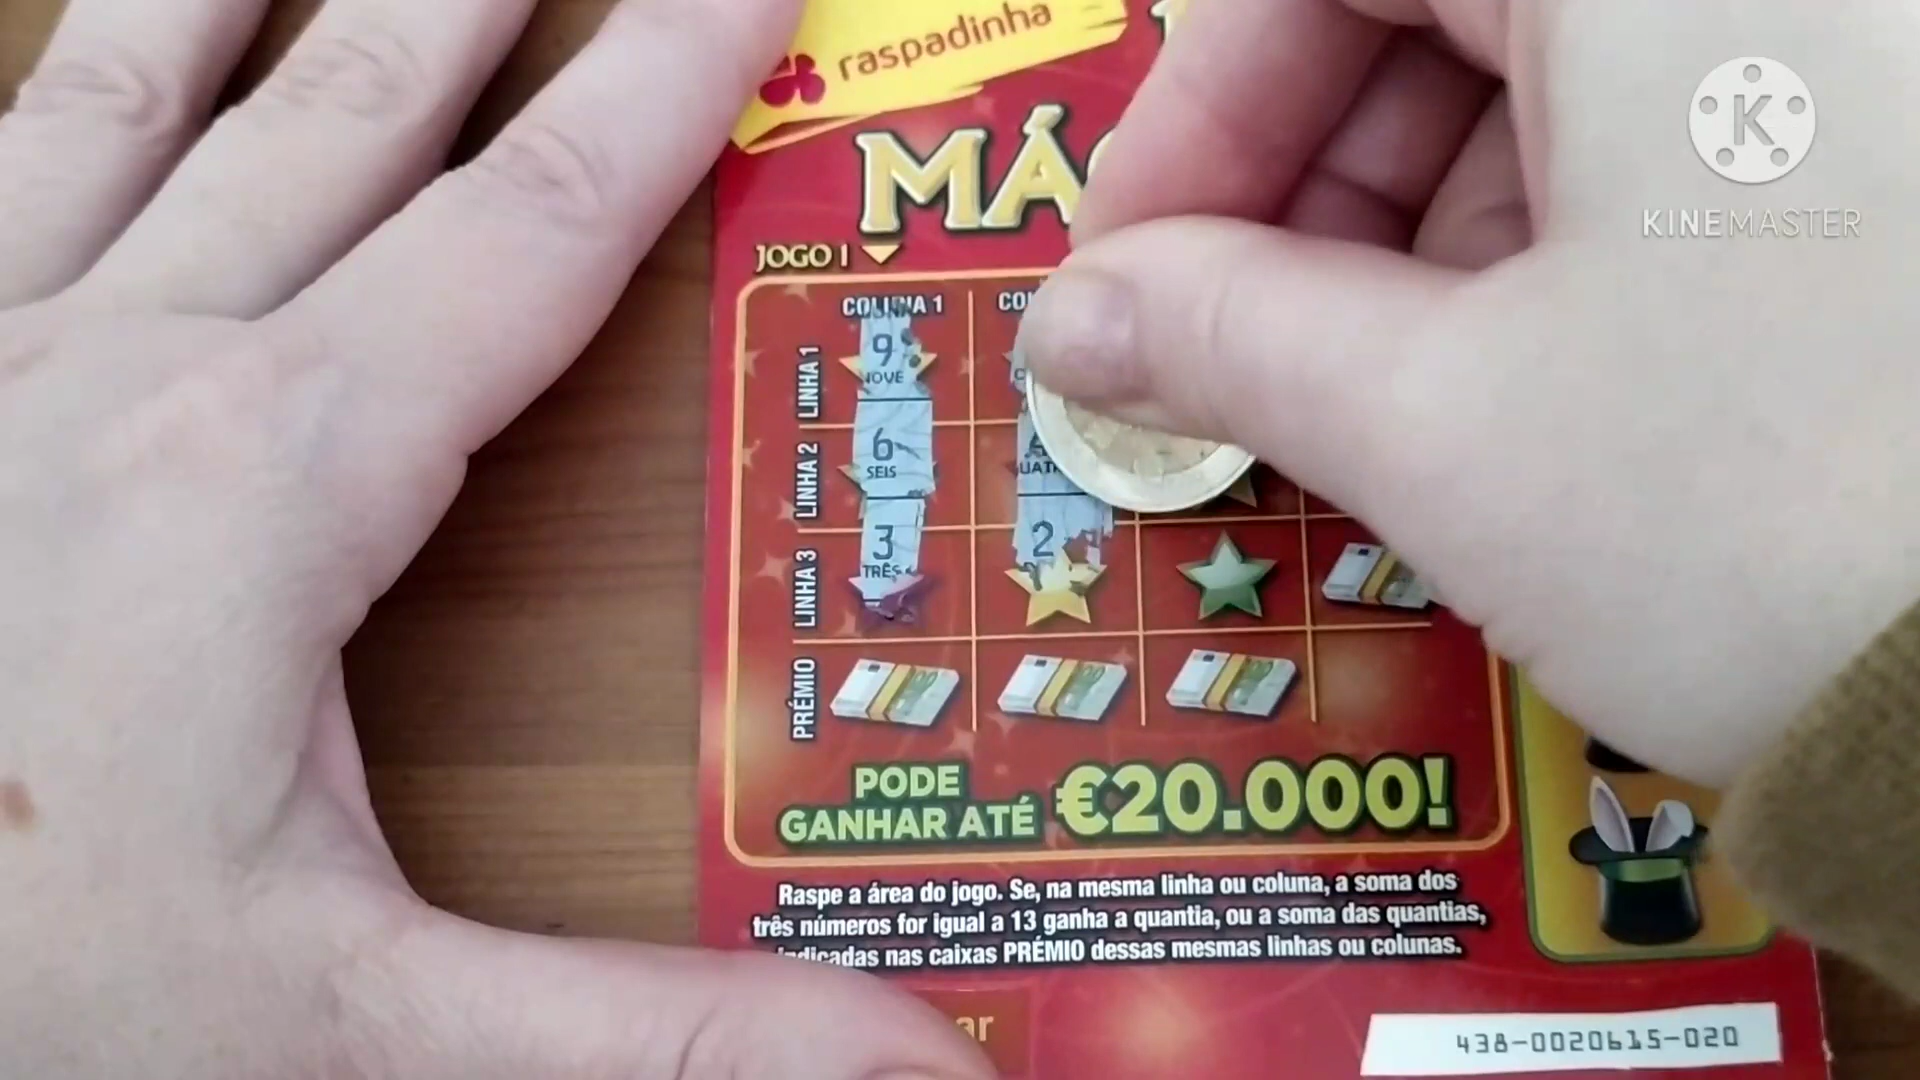 raspadinha
KINEMASTER
JOGO 1
COLUNA 1
LINHA 1
9
NOVE
LINHA 2
6
SEIS
LINHA 3
3
TRÊS
2
PRÉMIO
PODE
GANHAR ATÉ €20.000!
Raspe a área do jogo. Se, na mesma linha ou coluna, a soma dos
três números for igual a 13 ganha a quantia, ou a soma das quantias,
indicadas nas caixas PRÉMIO dessas mesmas linhas ou colunas.
438-0020615-020